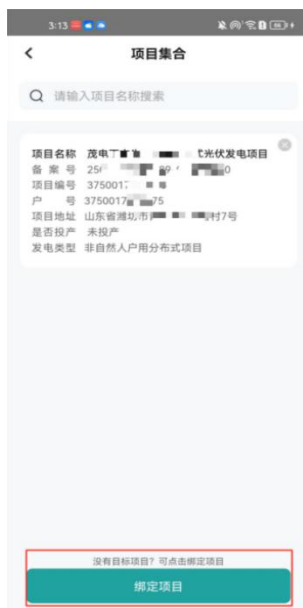 3:13
项目集合
请输入项目名称搜索
项目名称 茂电 光伏发电项目
备案号 25
项目编号 375001
户号 3750017 75
项目地址 山东省潍坊市 村7号
是否投产 未投产
发电类型 非自然人户用分布式项目
没有目标项目?可点击绑定项目
绑定项目